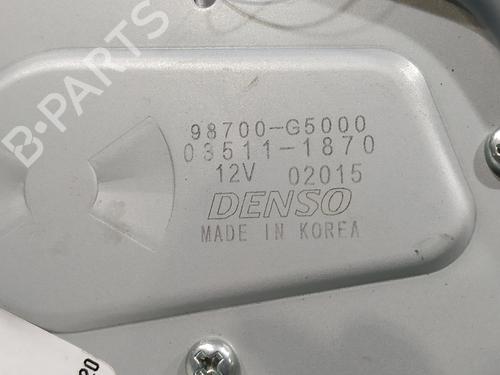 B-PARTS
98700-G5000
03511-1870
12V 02015
DENSO
MADE IN KOREA